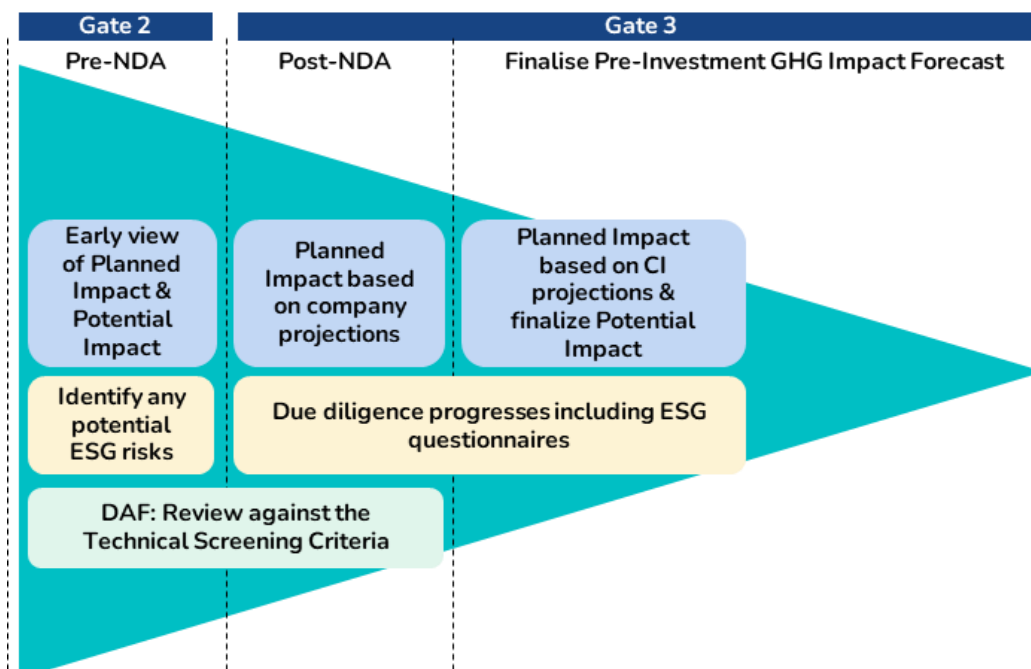 Gate 2
Gate 3
Pre-NDA
Post-NDA
Finalise Pre-Investment GHG Impact Forecast
Early view
of Planned
Impact &
Potential
Impact
Planned
Impact based
on company
projections
Planned Impact
based on CI
projections &
finalize Potential
Impact
Identify any
potential
ESG risks
Due diligence progresses including ESG
questionnaires
DAF: Review against the
Technical Screening Criteria